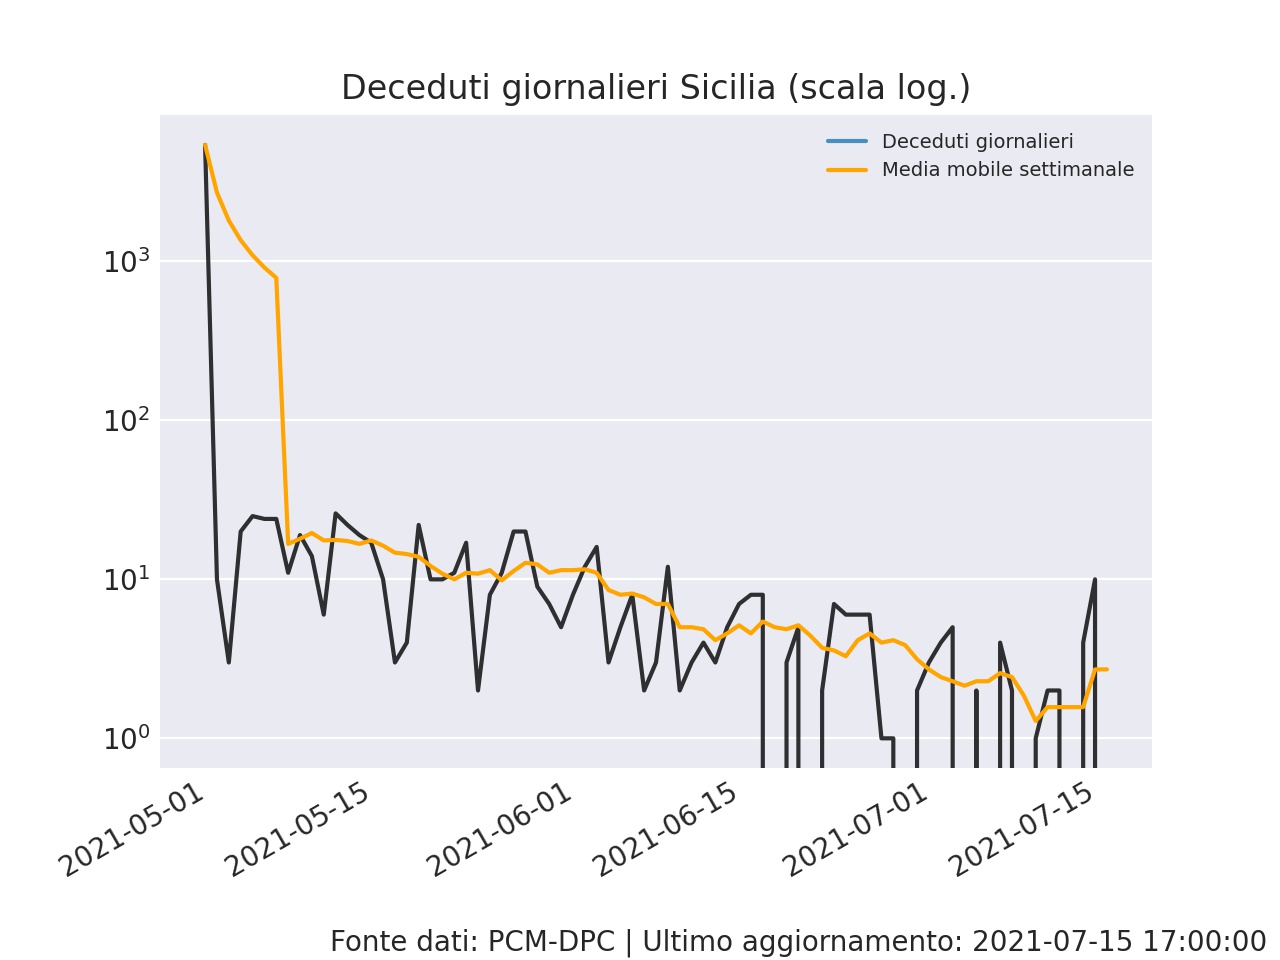 Deceduti giornalieri Sicilia (scala log.)
Deceduti giornalieri
Media mobile settimanale
10³
10²
10¹
10⁰
2021-05-01
2021-05-15
2021-06-01
2021-06-15
2021-07-01
2021-07-15
Fonte dati: PCM-DPC | Ultimo aggiornamento: 2021-07-15 17:00:00